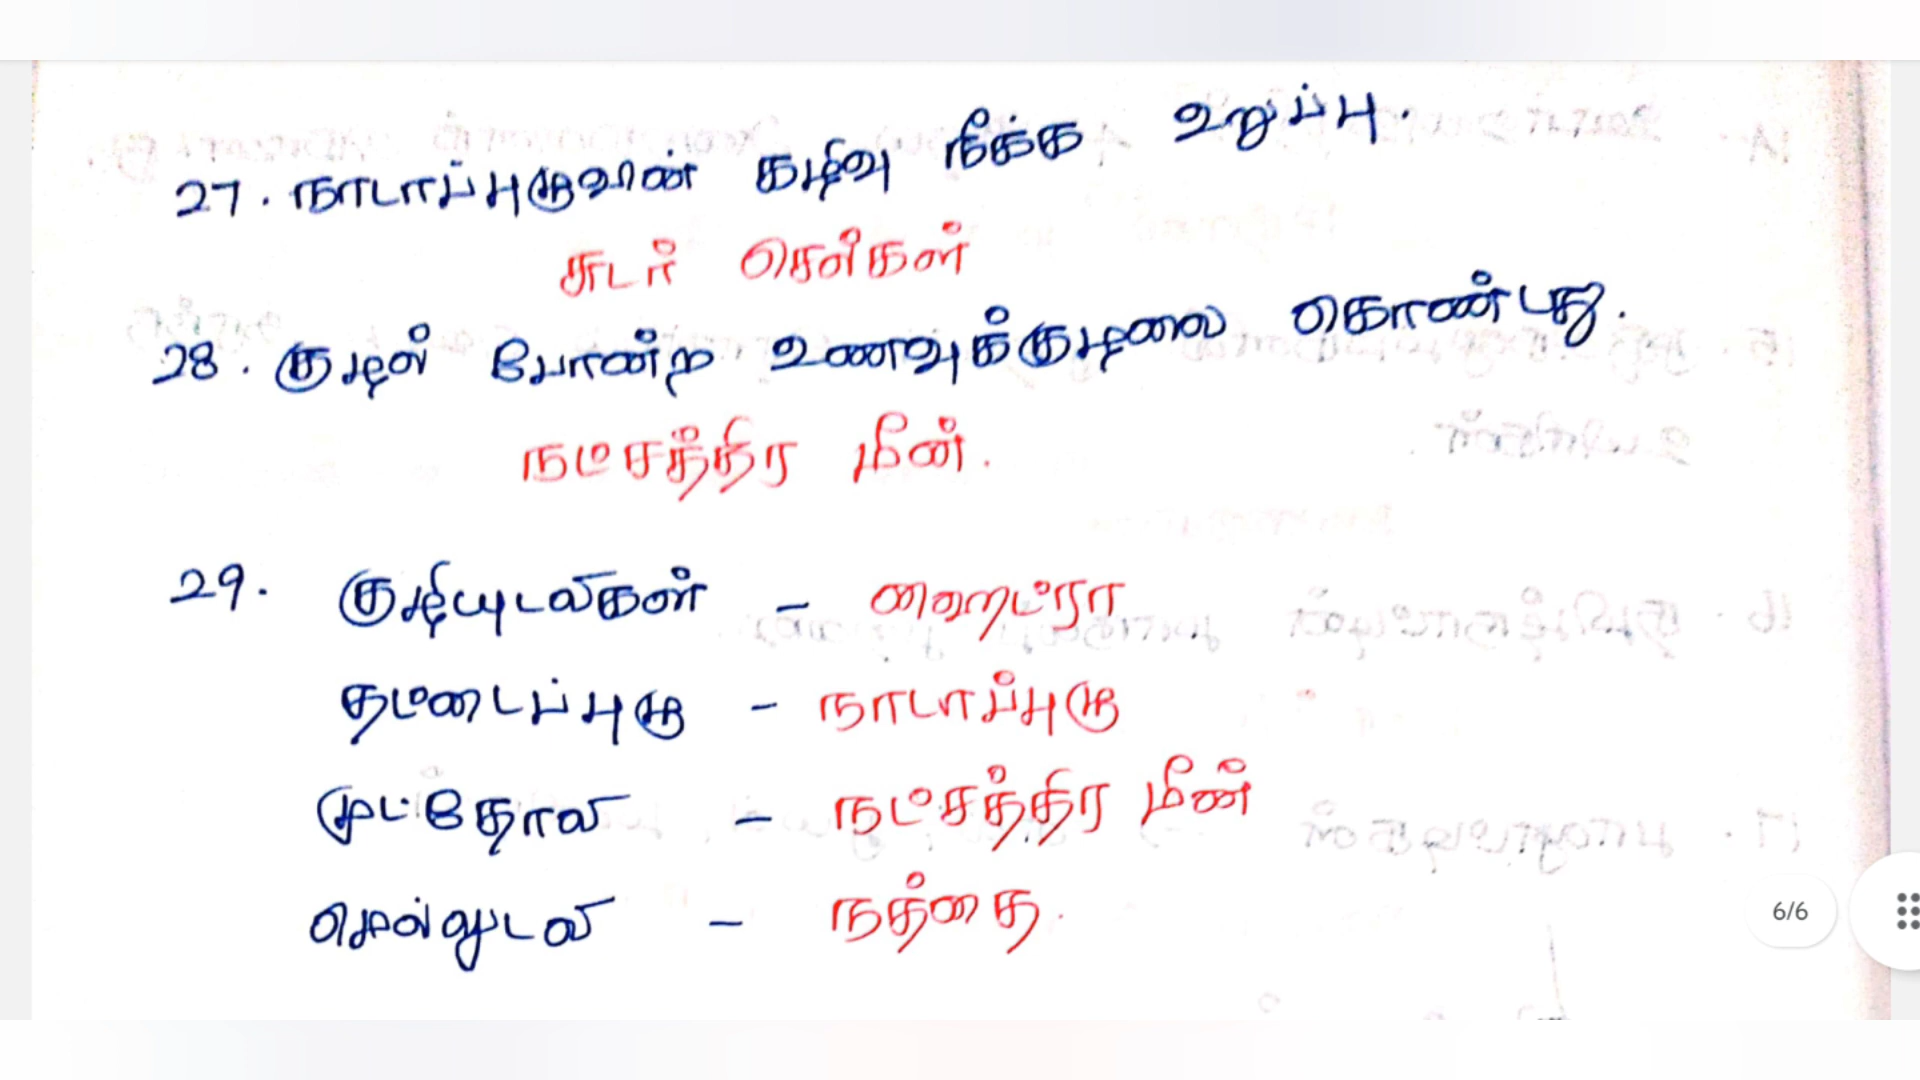 27. நாடாப்புழுவின் கழிவு நீக்க உறுப்பு.
சுடர் செல்கள்
28. குழல் போன்ற உணவுக்குழலை கொண்டது.
நட்சத்திர மீன்.
29. குழியுடலிகள் - ஹைட்ரா
தட்டைப்புழு - நாடாப்புழு
முட்தோலி - நட்சத்திர மீன்
மெல்லுடலி - நத்தை.
6/6